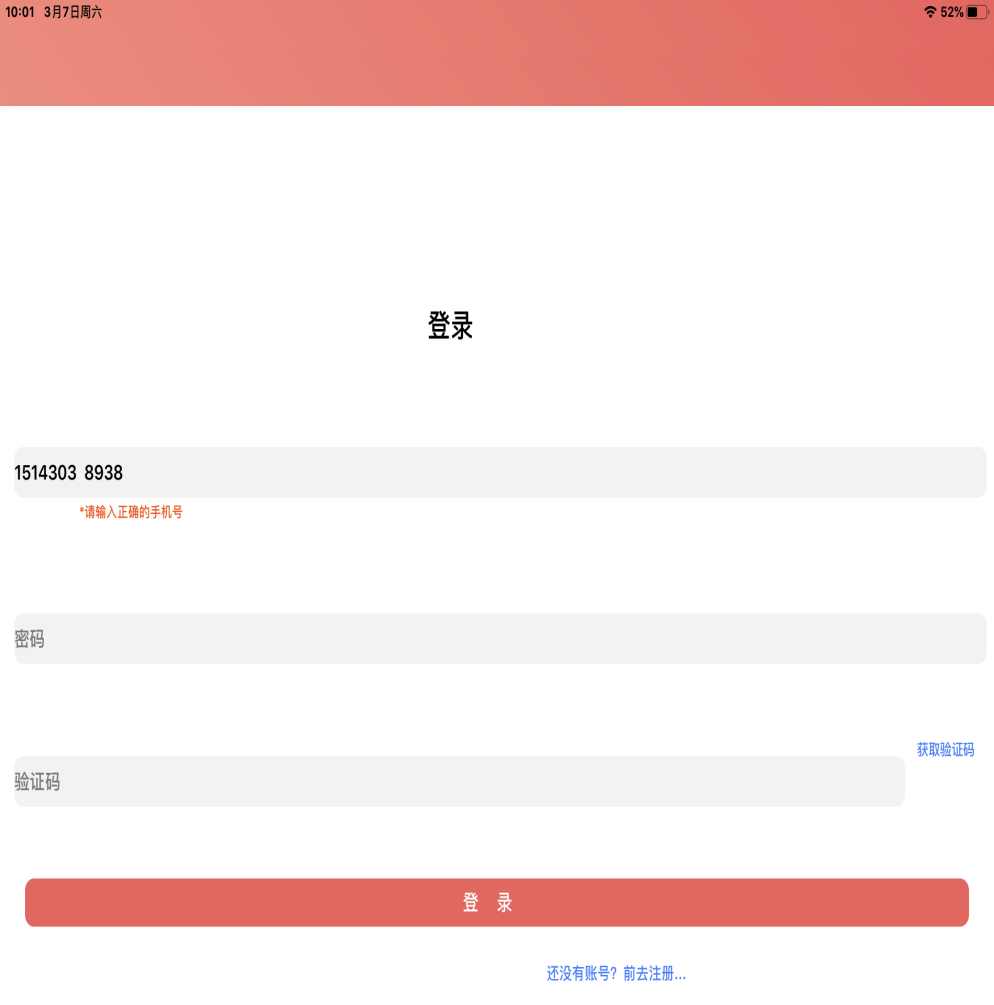 10:01 3月7日周六 52%
登录
1514303 8938
*请输入正确的手机号
密码
获取验证码
验证码
登 录
还没有账号？前去注册...